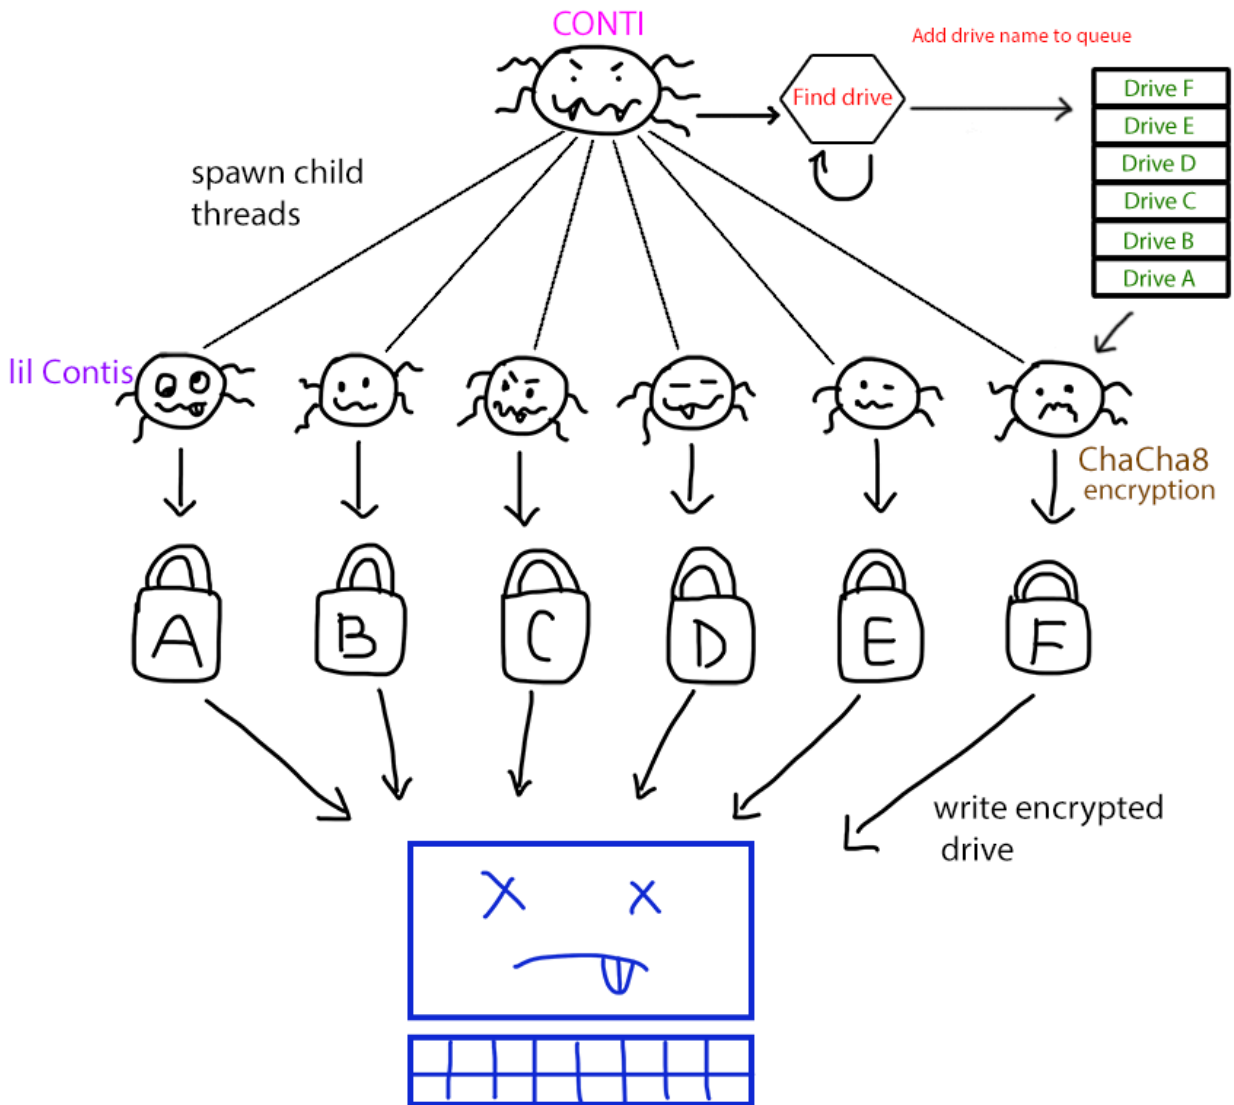 CONTI
Add drive name to queue
Find drive
Drive F
Drive E
Drive D
Drive C
Drive B
Drive A
spawn child
threads
lil Contis
ChaCha8
encryption
A
B
C
D
E
F
write encrypted
drive